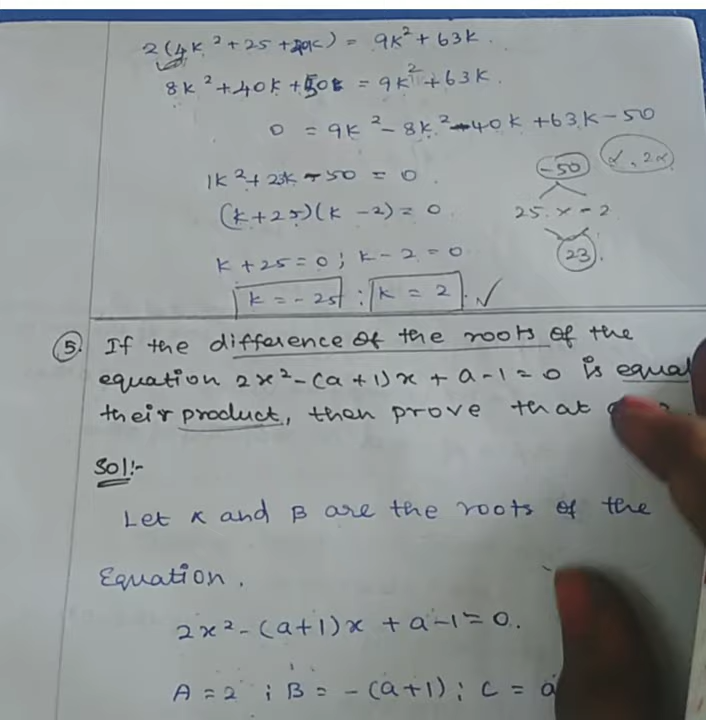 2(4k²+25+20k) = 9k²+63k.
8k²+40k+50 = 9k²+63k.
0 = 9k²-8k²-40k+63k-50
1k²+23k-50 = 0.
-50
α, 2α
(k+25)(k-2) = 0.
25 x -2
k+25=0; k-2=0
23
k = -25; k = 2. ✓
5. If the difference of the roots of the
equation 2x²-(a+1)x+a-1=0 is equal
their product, then prove that
Sol:-
Let α and β are the roots of the
Equation.
2x²-(a+1)x+a-1=0.
A=2; B=-(a+1); C=a